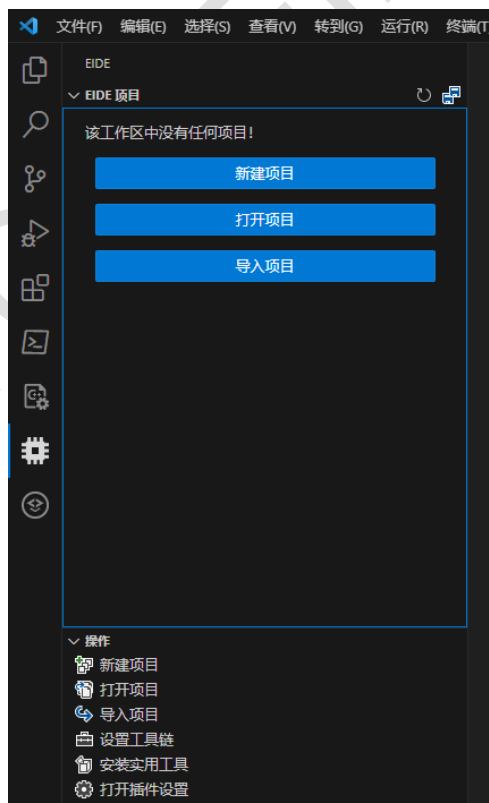 文件(F) 编辑(E) 选择(S) 查看(V) 转到(G) 运行(R) 终端(T
EIDE
EIDE 项目
该工作区中没有任何项目!
新建项目
打开项目
导入项目
操作
新建项目
打开项目
导入项目
设置工具链
安装实用工具
打开插件设置